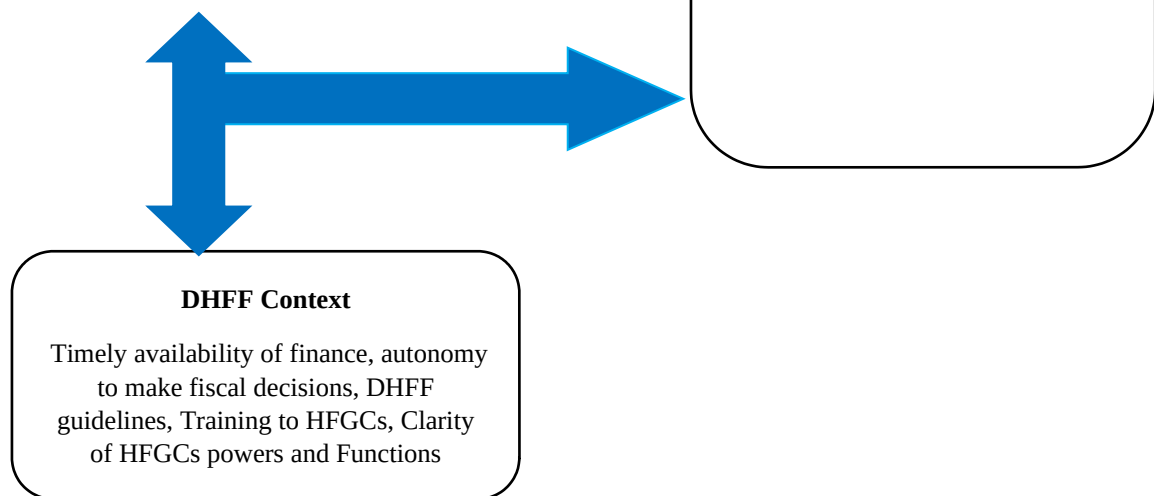 DHFF Context
Timely availability of finance, autonomy
to make fiscal decisions, DHFF
guidelines, Training to HFGCs, Clarity
of HFGCs powers and Functions